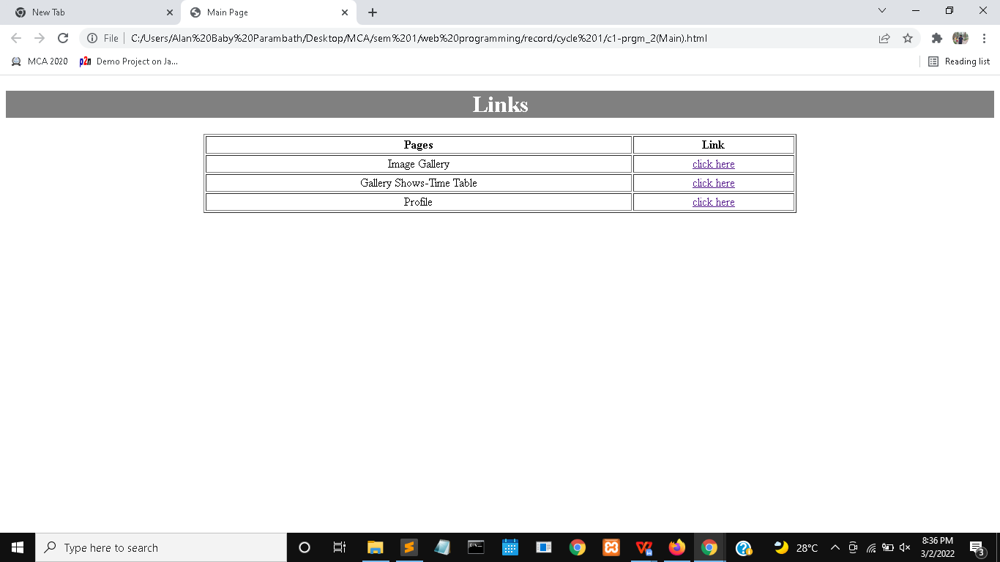 New Tab
Main Page
File
C:/Users/Alan%20Baby%20Parambath/Desktop/MCA/sem%201/web%20programming/record/cycle%201/c1-prgm_2(Main).html
MCA 2020
p2n
Demo Project on Ja...
Reading list
Links
Pages Link
Image Gallery click here
Gallery Shows-Time Table click here
Profile click here
Type here to search
28°C
8:36 PM
3/2/2022
3